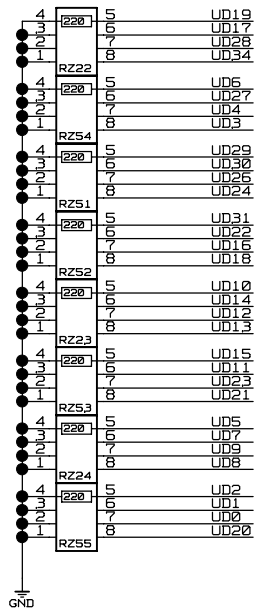 4 220 5 UD19
3 6 UD17
2 7 UD28
1 8 UD34
RZ22
4 220 5 UD6
3 6 UD27
2 7 UD4
1 8 UD3
RZ54
4 220 5 UD29
3 6 UD30
2 7 UD26
1 8 UD24
RZ51
4 220 5 UD31
3 6 UD22
2 7 UD16
1 8 UD18
RZ52
4 220 5 UD10
3 6 UD14
2 7 UD12
1 8 UD13
RZ23
4 220 5 UD15
3 6 UD11
2 7 UD23
1 8 UD21
RZ53
4 220 5 UD5
3 6 UD7
2 7 UD9
1 8 UD8
RZ24
4 220 5 UD2
3 6 UD1
2 7 UD0
1 8 UD20
RZ55
GND